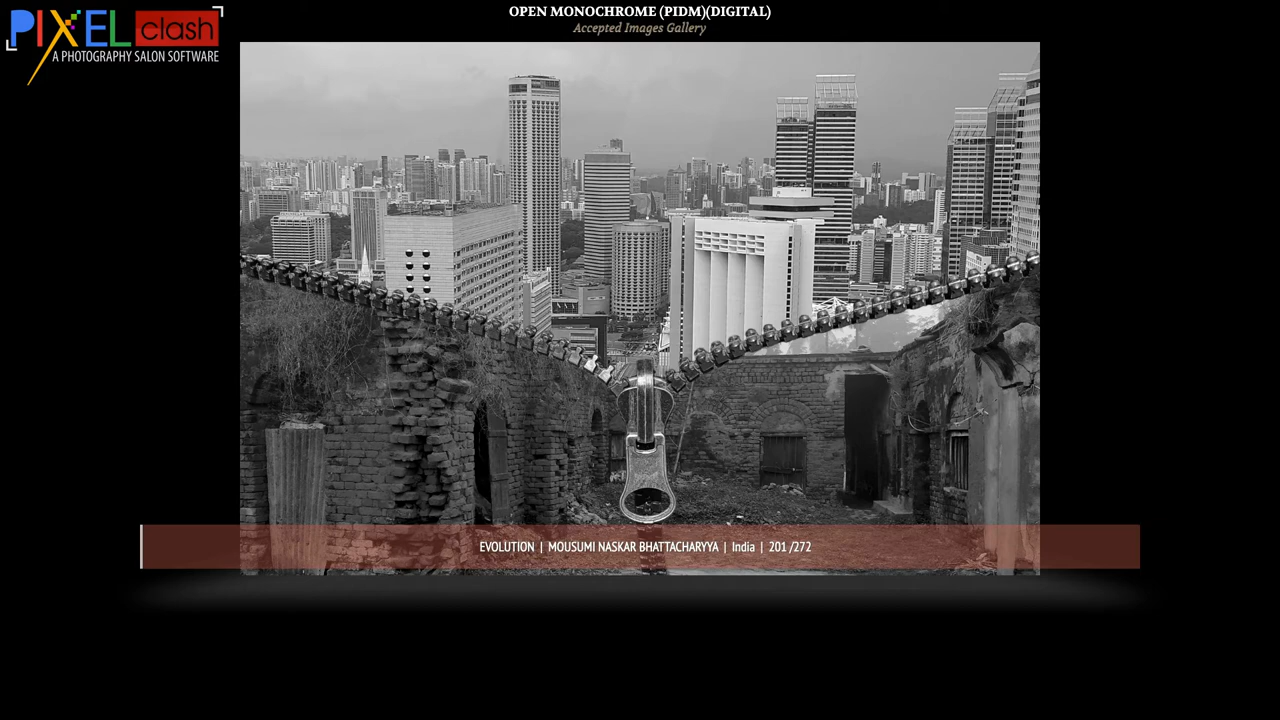 PIXEL clash
A PHOTOGRAPHY SALON SOFTWARE
OPEN MONOCHROME (PIDM)(DIGITAL)
Accepted Images Gallery
EVOLUTION | MOUSUMI NASKAR BHATTACHARYYA | India | 201 /272